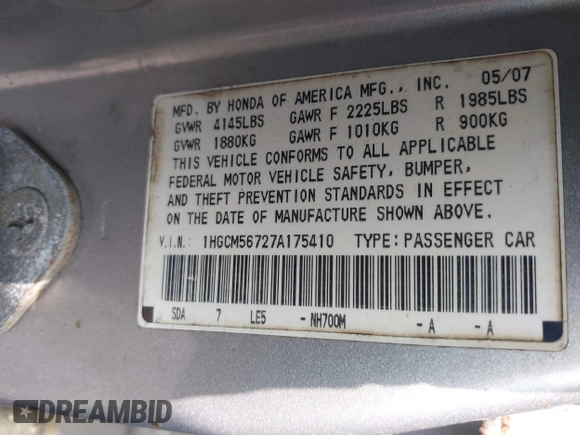 MFD. BY HONDA OF AMERICA MFG., INC. 05/07
GVWR 4145LBS GAWR F 2225LBS R 1985LBS
GVWR 1880KG GAWR F 1010KG R 900KG
THIS VEHICLE CONFORMS TO ALL APPLICABLE
FEDERAL MOTOR VEHICLE SAFETY, BUMPER,
AND THEFT PREVENTION STANDARDS IN EFFECT
ON THE DATE OF MANUFACTURE SHOWN ABOVE.
V.I.N.: 1HGCM56727A175410 TYPE: PASSENGER CAR
SDA 7 LE5 - NH700M - A - A
DREAMBID